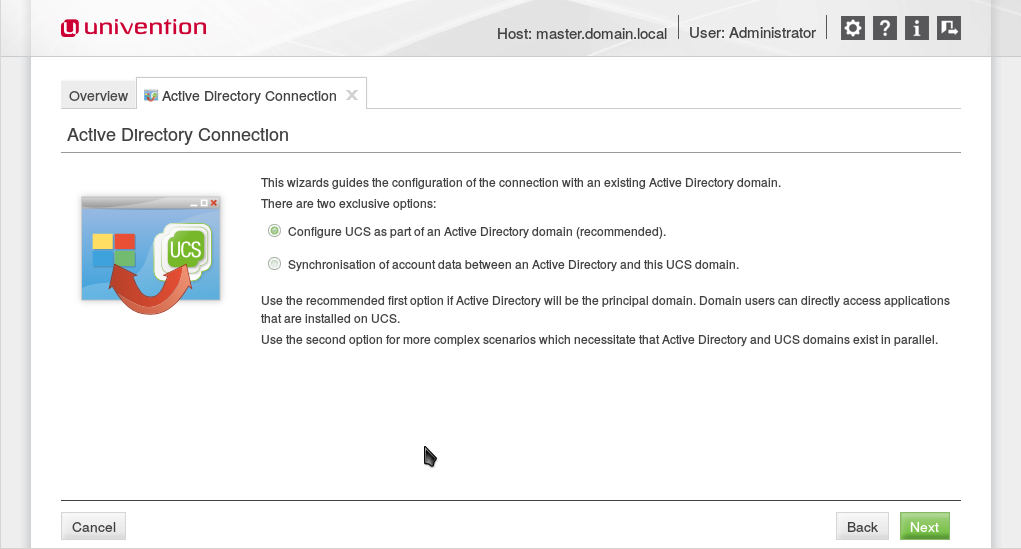 univention
Host: master.domain.local
User: Administrator
Overview
Active Directory Connection
Active Directory Connection
This wizards guides the configuration of the connection with an existing Active Directory domain.
There are two exclusive options:
UCS
Configure UCS as part of an Active Directory domain (recommended).
Synchronisation of account data between an Active Directory and this UCS domain.
Use the recommended first option if Active Directory will be the principal domain. Domain users can directly access applications
that are installed on UCS.
Use the second option for more complex scenarios which necessitate that Active Directory and UCS domains exist in parallel.
Cancel
Back
Next